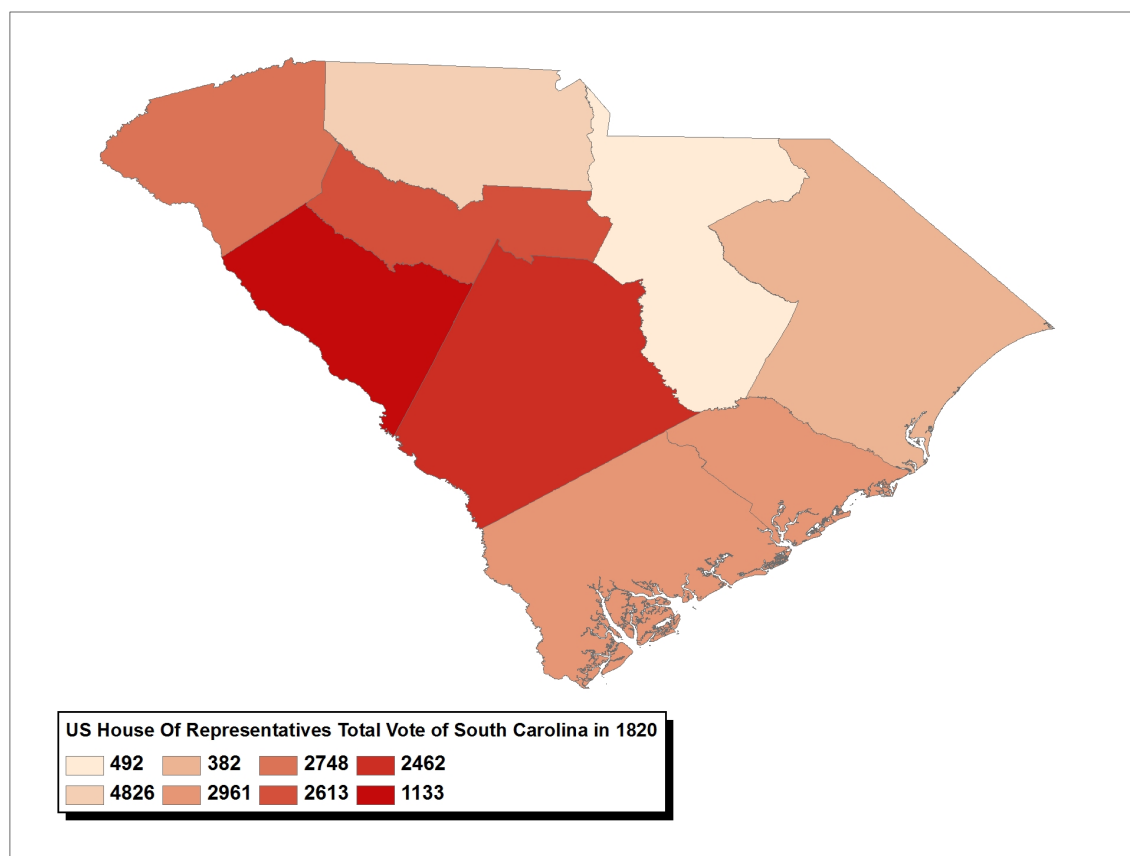 US House Of Representatives Total Vote of South Carolina in 1820
492 382 2748 2462
4826 2961 2613 1133